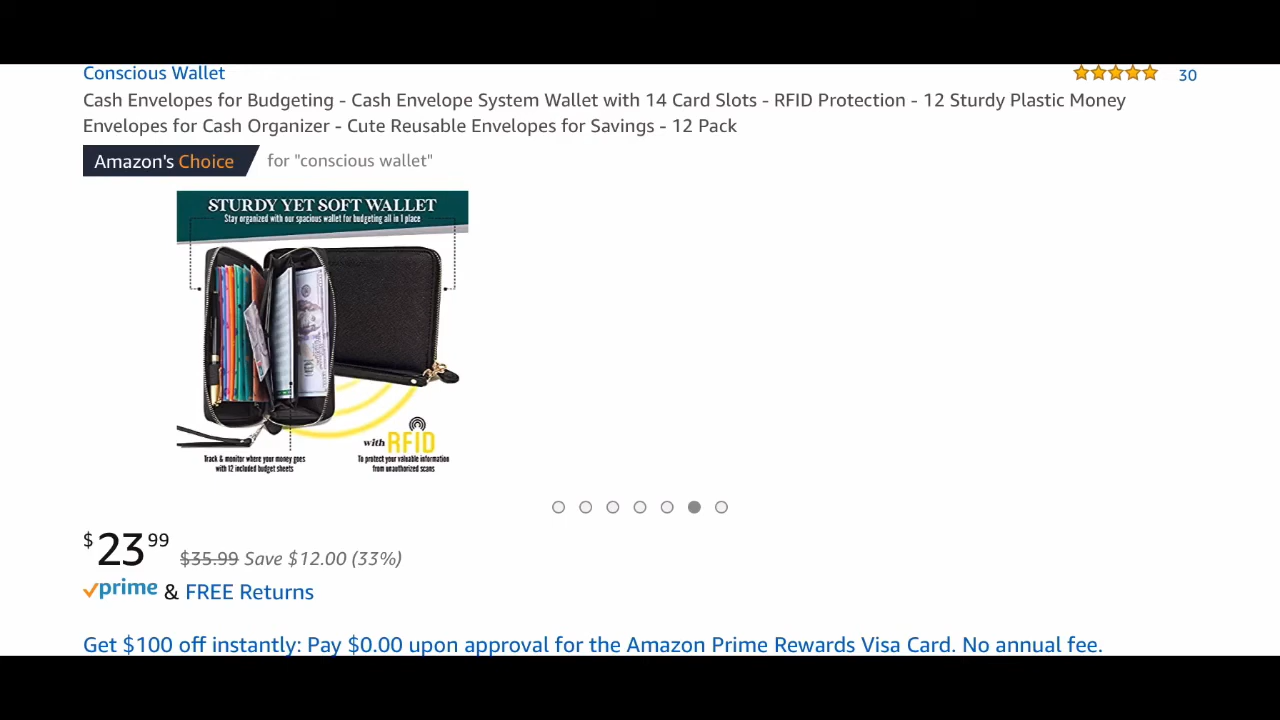 Conscious Wallet
30
Cash Envelopes for Budgeting - Cash Envelope System Wallet with 14 Card Slots - RFID Protection - 12 Sturdy Plastic Money
Envelopes for Cash Organizer - Cute Reusable Envelopes for Savings - 12 Pack
Amazon's Choice for "conscious wallet"
STURDY YET SOFT WALLET
Stay organized with our spacious wallet for budgeting all in 1 place
with RFID
Track & monitor where your money goes
with 12 included budget sheets
To protect your valuable information
from unauthorized scans
$23.99 $35.99 Save $12.00 (33%)
prime & FREE Returns
Get $100 off instantly: Pay $0.00 upon approval for the Amazon Prime Rewards Visa Card. No annual fee.